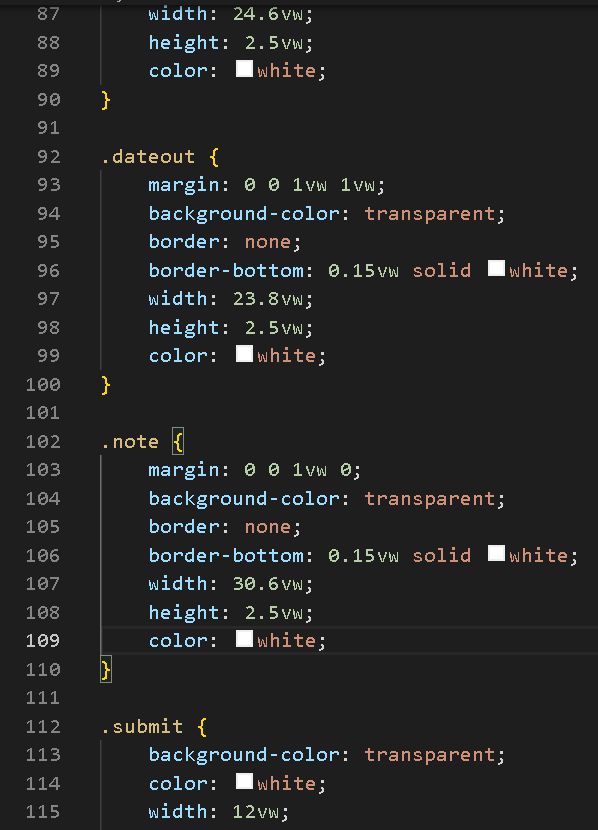 87 width: 24.6vw;
88 height: 2.5vw;
89 color: white;
90 }
91
92 .dateout {
93 margin: 0 0 1vw 1vw;
94 background-color: transparent;
95 border: none;
96 border-bottom: 0.15vw solid white;
97 width: 23.8vw;
98 height: 2.5vw;
99 color: white;
100 }
101
102 .note {
103 margin: 0 0 1vw 0;
104 background-color: transparent;
105 border: none;
106 border-bottom: 0.15vw solid white;
107 width: 30.6vw;
108 height: 2.5vw;
109 color: white;
110 }
111
112 .submit {
113 background-color: transparent;
114 color: white;
115 width: 12vw;